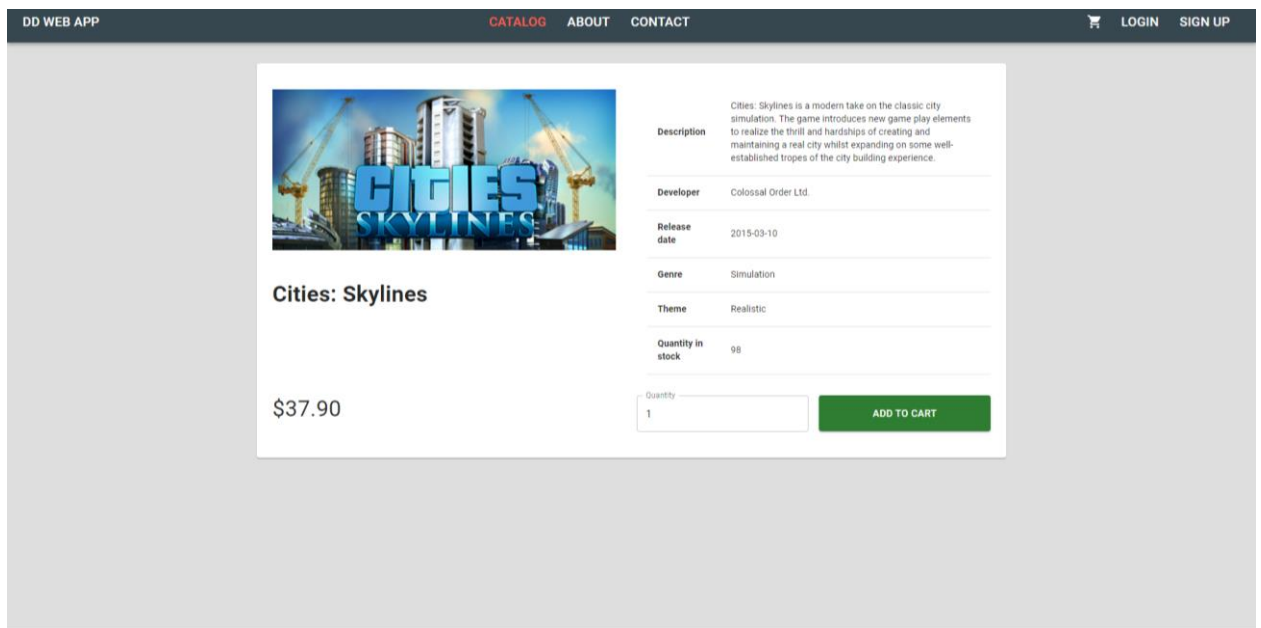 DD WEB APP
CATALOG ABOUT CONTACT
LOGIN SIGN UP
CITIES
SKYLINES
Cities: Skylines
$37.90
Description
Cities: Skylines is a modern take on the classic city
simulation. The game introduces new game play elements
to realize the thrill and hardships of creating and
maintaining a real city whilst expanding on some well-
established tropes of the city building experience.
Developer
Colossal Order Ltd.
Release
date
2015-03-10
Genre
Simulation
Theme
Realistic
Quantity in
stock
98
Quantity
1
ADD TO CART